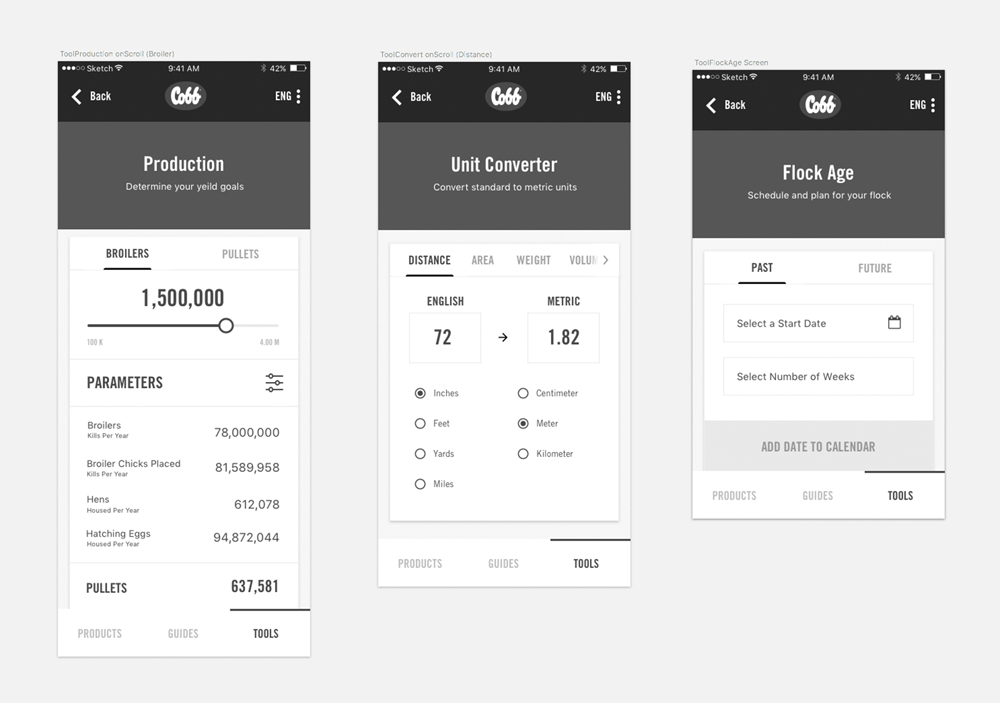 ToolProduction onScroll (Broiler)
Sketch 9:41 AM 42%
Back Cobb ENG
Production
Determine your yeild goals
BROILERS PULLETS
1,500,000
100 K 4.00 M
PARAMETERS
Broilers
Kills Per Year
78,000,000
Broiler Chicks Placed
Kills Per Year
81,589,958
Hens
Housed Per Year
612,078
Hatching Eggs
Housed Per Year
94,872,044
PULLETS 637,581
PRODUCTS GUIDES TOOLS
ToolConvert onScroll (Distance)
Sketch 9:41 AM 42%
Back Cobb ENG
Unit Converter
Convert standard to metric units
DISTANCE AREA WEIGHT VOLUM
ENGLISH METRIC
72 1.82
Inches Centimeter
Feet Meter
Yards Kilometer
Miles
PRODUCTS GUIDES TOOLS
ToolFlockAge Screen
Sketch 9:41 AM 42%
Back Cobb ENG
Flock Age
Schedule and plan for your flock
PAST FUTURE
Select a Start Date
Select Number of Weeks
ADD DATE TO CALENDAR
PRODUCTS GUIDES TOOLS